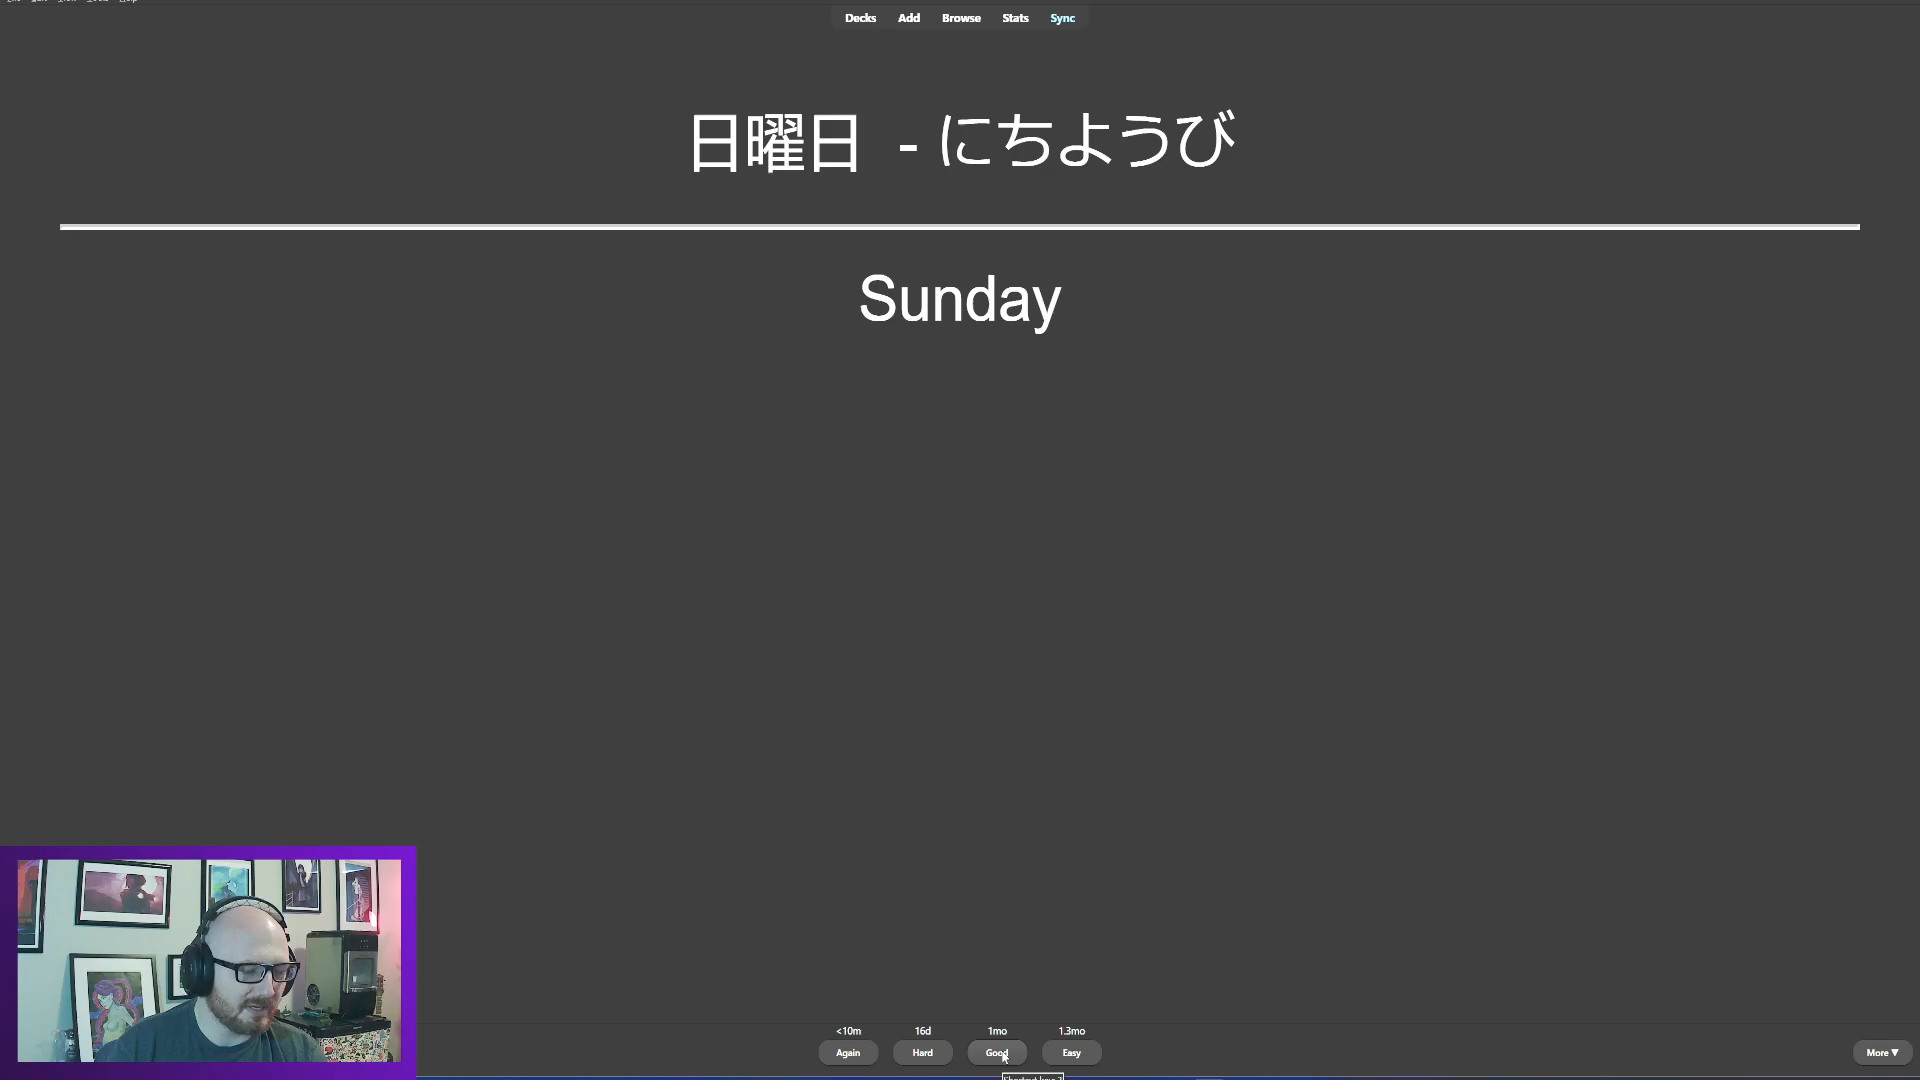 Decks Add Browse Stats Sync
日曜日 - にちようび
Sunday
<10m 16d 1mo 1.3mo
Again Hard Good Easy
More ▼